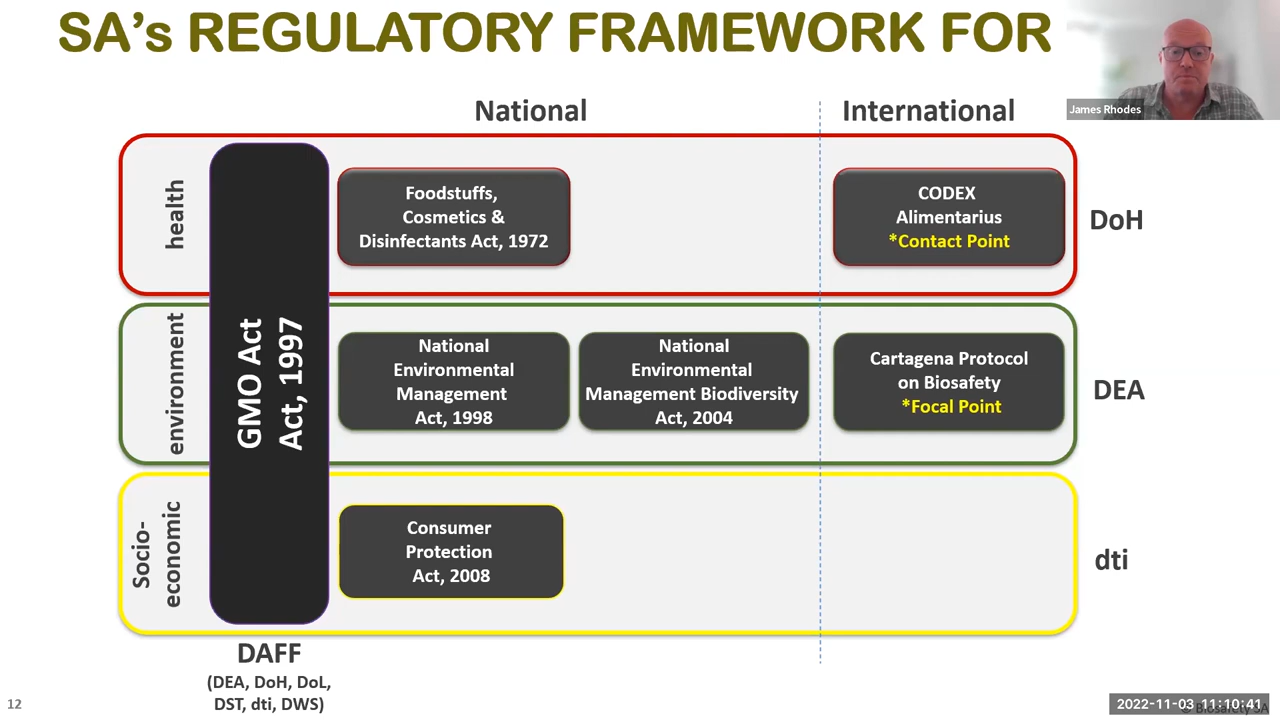 SA's REGULATORY FRAMEWORK FOR
James Rhodes
National
International
health
Foodstuffs,
Cosmetics &
Disinfectants Act, 1972
CODEX
Alimentarius
*Contact Point
DoH
GMO Act
Act, 1997
environment
National
Environmental
Management
Act, 1998
National
Environmental
Management Biodiversity
Act, 2004
Cartagena Protocol
on Biosafety
*Focal Point
DEA
Socio-
economic
Consumer
Protection
Act, 2008
dti
DAFF
(DEA, DoH, DoL,
DST, dti, DWS)
12
2022-11-03 11:10:41
© Biosafety SA